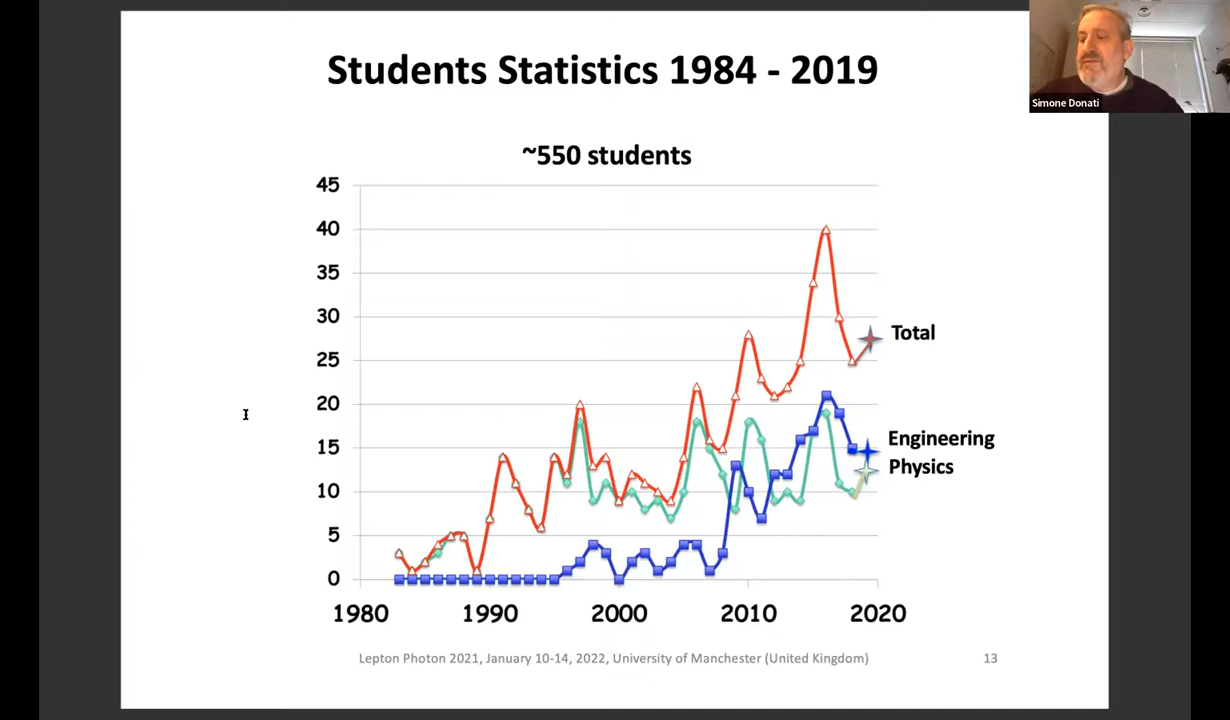 Students Statistics 1984 - 2019
Simone Donati
~550 students
45
40
35
30
25
20
15
10
5
0
Total
Engineering
Physics
1980 1990 2000 2010 2020
Lepton Photon 2021, January 10-14, 2022, University of Manchester (United Kingdom) 13